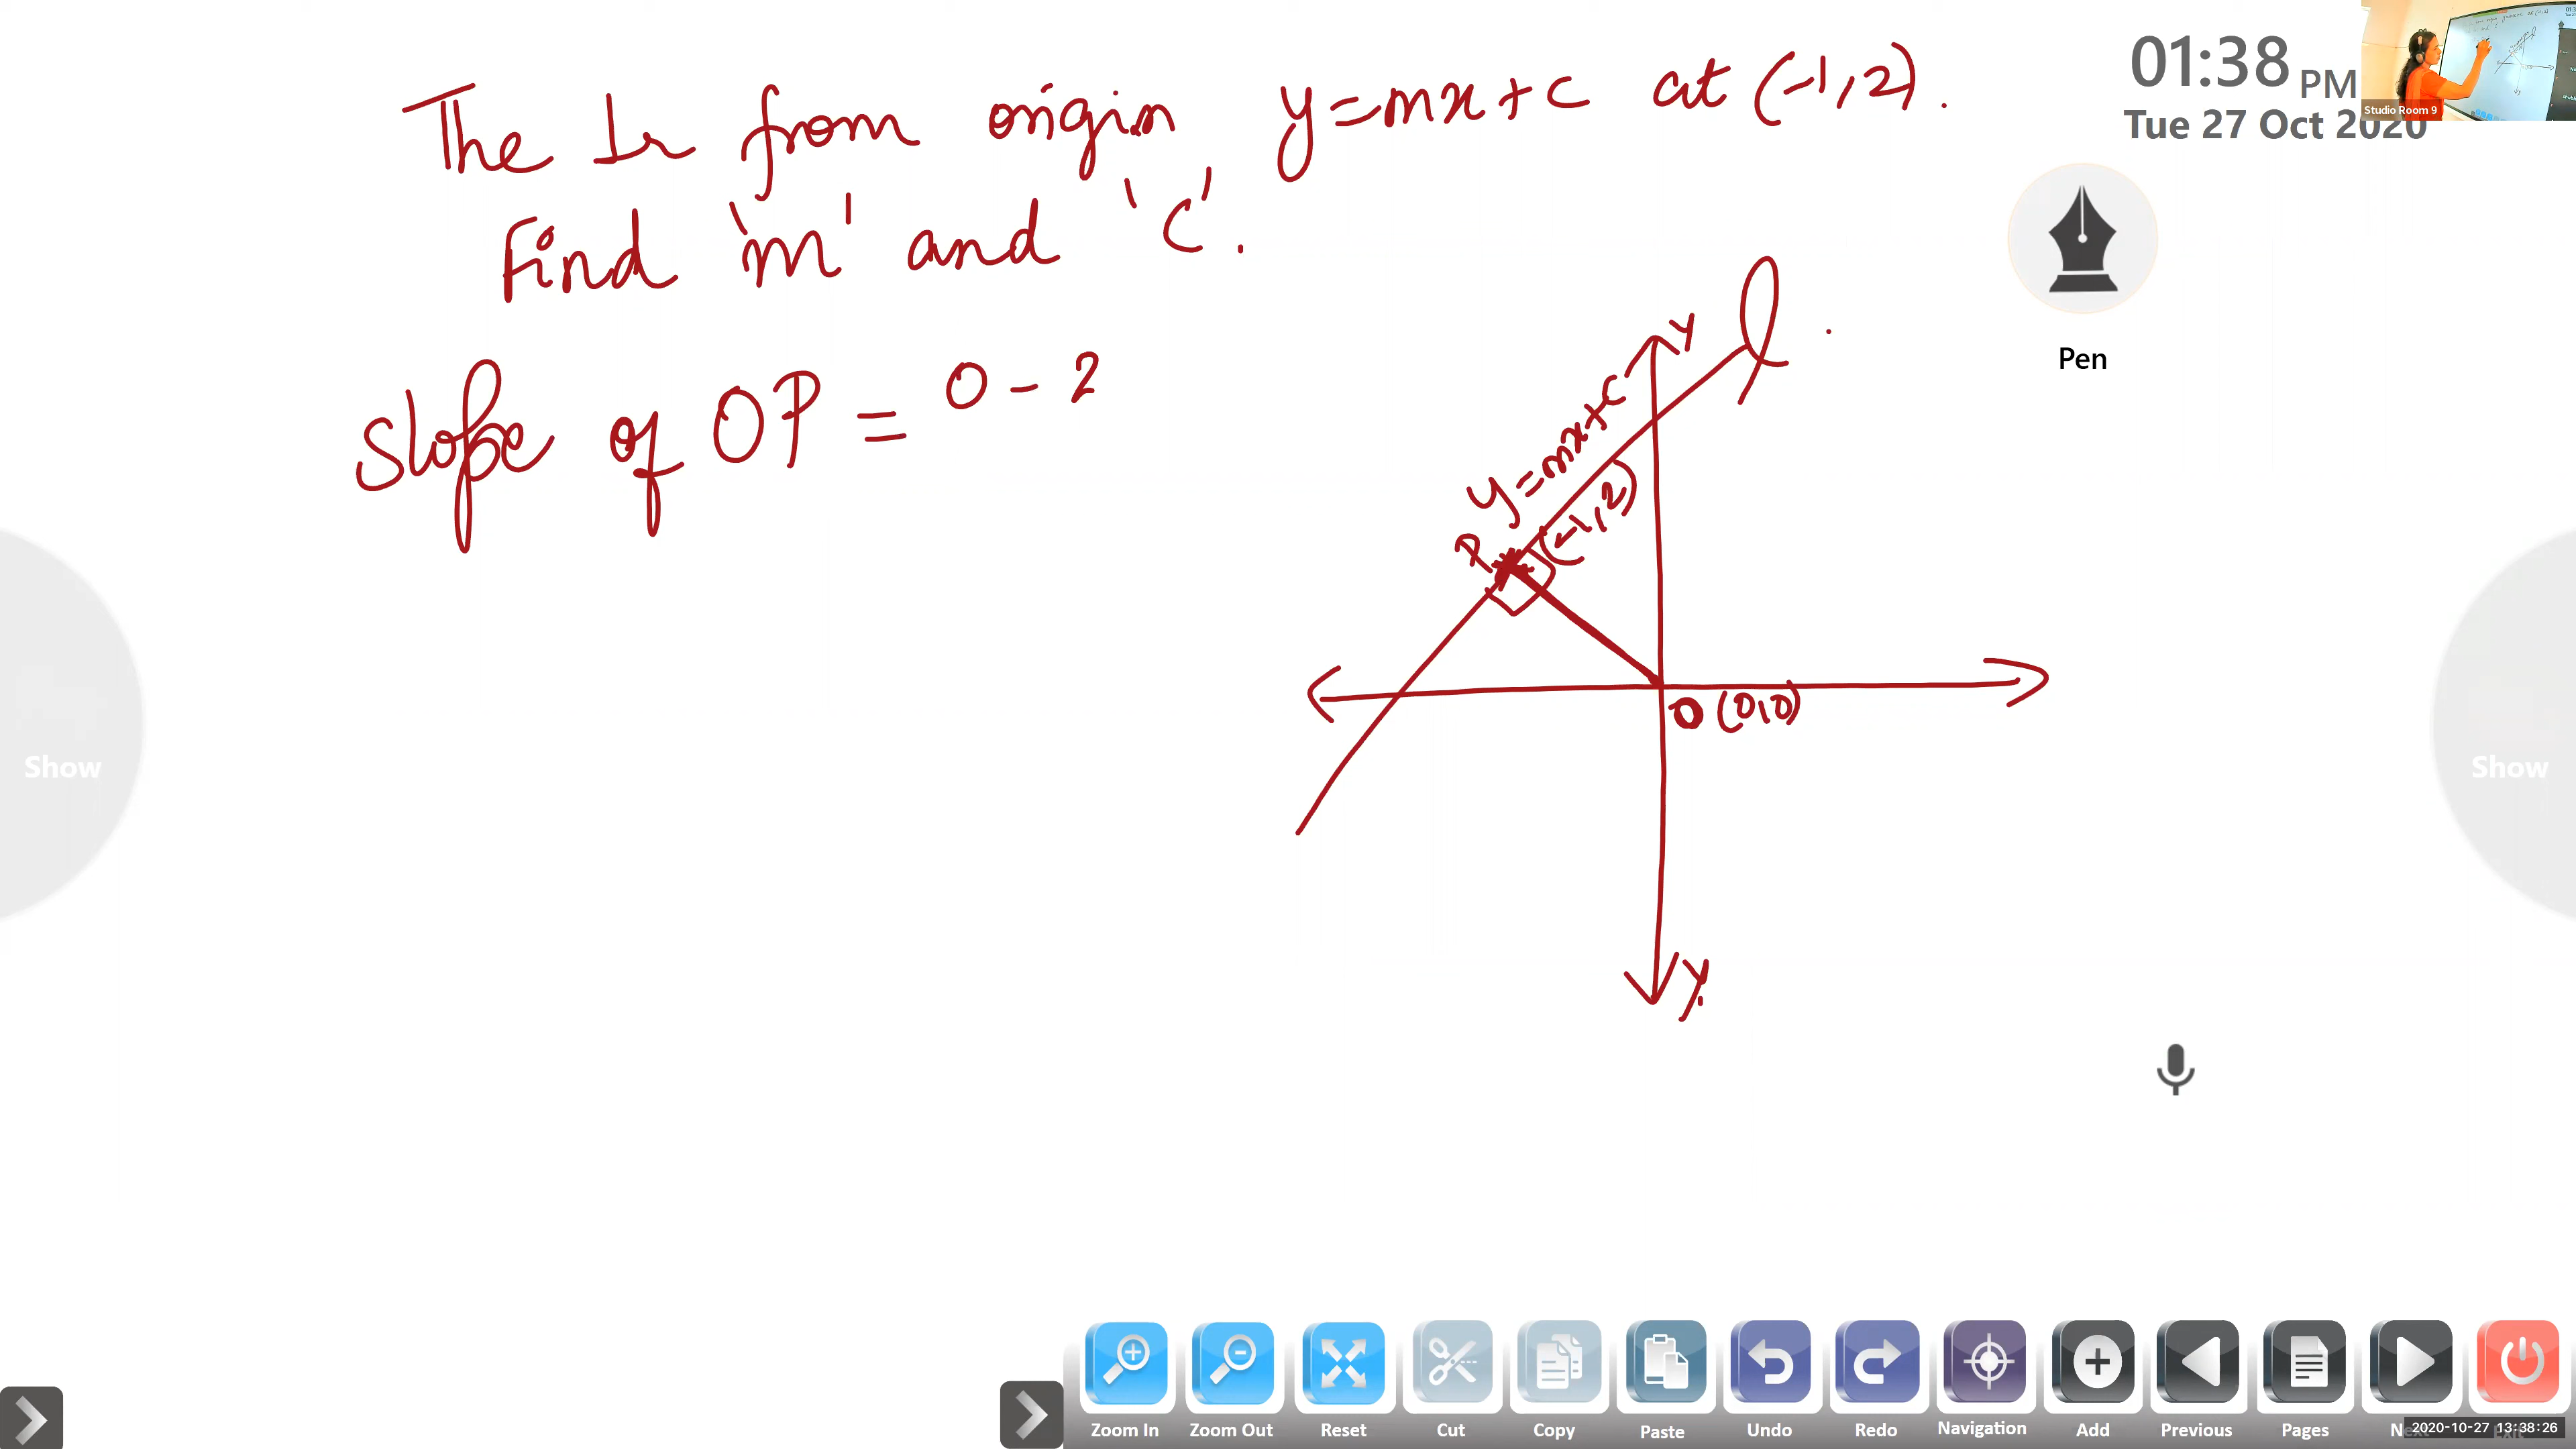 The ⊥r from origin y=mx+c at (-1,2).
Find 'm' and 'c'.
Slope of OP = 0 - 2
y
l
y=mx+c
(-1,2)
P
O (0,0)
y'
01:38 PM
Tue 27 Oct 2020
Studio Room 9
Pen
Show
Show
Zoom In
Zoom Out
Reset
Cut
Copy
Paste
Undo
Redo
Navigation
Add
Previous
Pages
2020-10-27 13:38:26